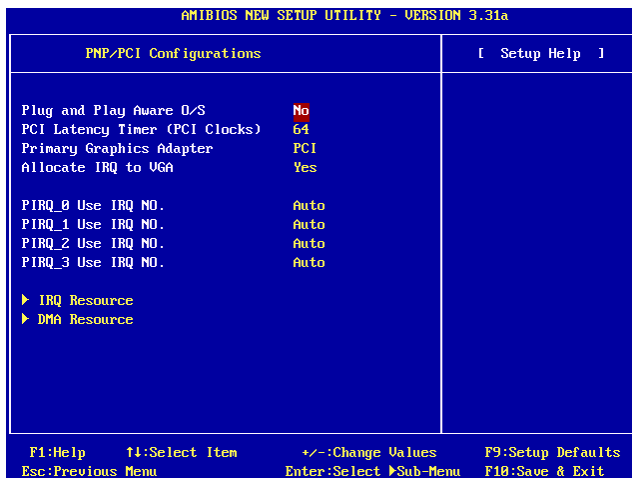 AMIBIOS NEW SETUP UTILITY - VERSION 3.31a
PNP/PCI Configurations [ Setup Help ]
Plug and Play Aware O/S No
PCI Latency Timer (PCI Clocks) 64
Primary Graphics Adapter PCI
Allocate IRQ to VGA Yes
PIRQ_0 Use IRQ NO. Auto
PIRQ_1 Use IRQ NO. Auto
PIRQ_2 Use IRQ NO. Auto
PIRQ_3 Use IRQ NO. Auto
▶ IRQ Resource
▶ DMA Resource
F1:Help ↑↓:Select Item +/-:Change Values F9:Setup Defaults
Esc:Previous Menu Enter:Select ▶Sub-Menu F10:Save & Exit